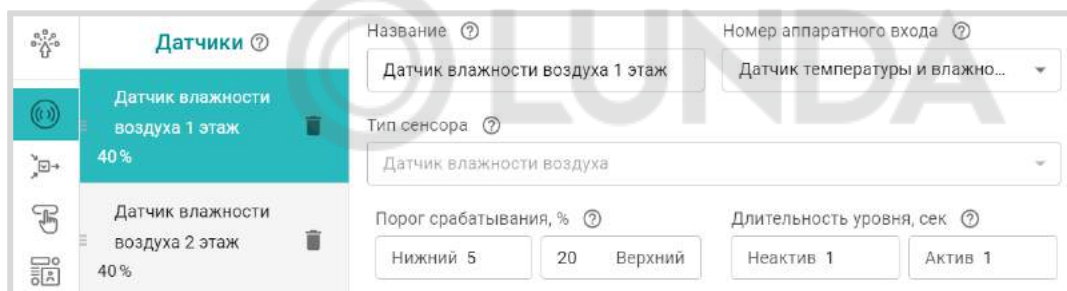 LUNDA
Датчики
Датчик влажности
воздуха 1 этаж
40 %
Датчик влажности
воздуха 2 этаж
40 %
Название
Датчик влажности воздуха 1 этаж
Номер аппаратного входа
Датчик температуры и влажно...
Тип сенсора
Датчик влажности воздуха
Порог срабатывания, %
Нижний 5
20 Верхний
Длительность уровня, сек
Неактив 1
Актив 1